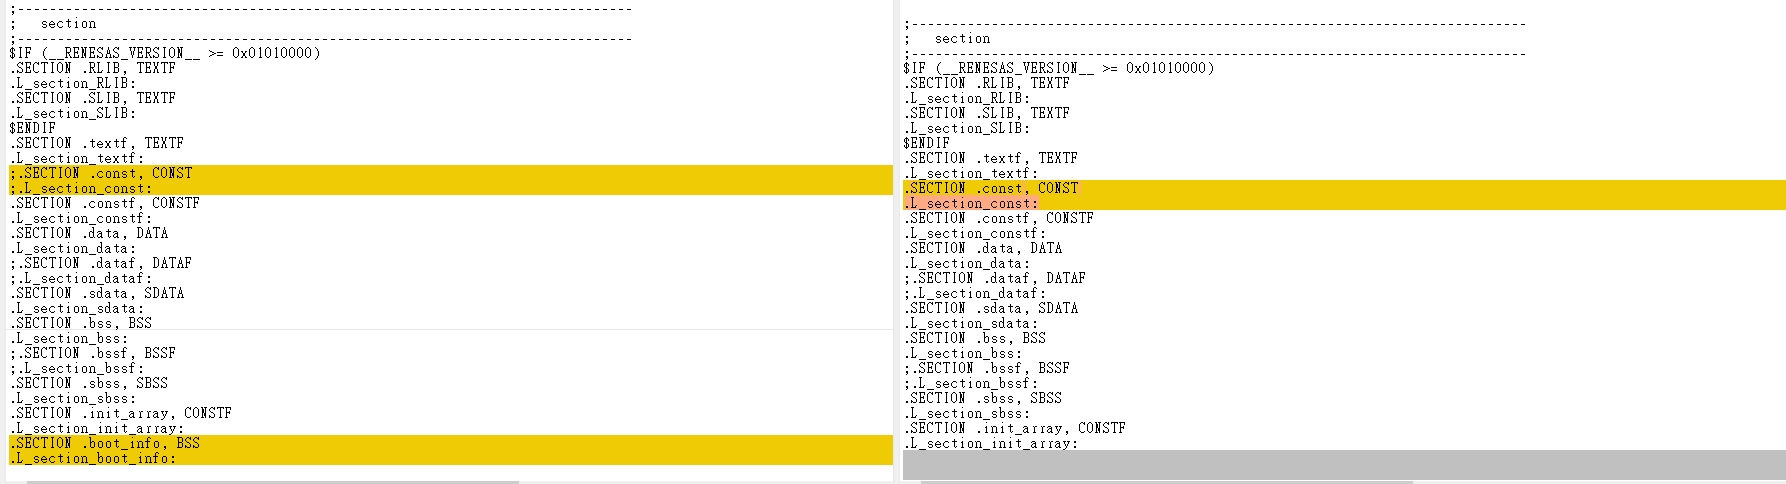 ;-----------------------------------------------------------------------------
;   section
;-----------------------------------------------------------------------------
$IF (__RENESAS_VERSION__ >= 0x01010000)
.SECTION .RLIB, TEXTF
.L_section_RLIB:
.SECTION .SLIB, TEXTF
.L_section_SLIB:
$ENDIF
.SECTION .textf, TEXTF
.L_section_textf:
;.SECTION .const, CONST
;.L_section_const:
.SECTION .constf, CONSTF
.L_section_constf:
.SECTION .data, DATA
.L_section_data:
;.SECTION .dataf, DATAF
;.L_section_dataf:
.SECTION .sdata, SDATA
.L_section_sdata:
.SECTION .bss, BSS
.L_section_bss:
;.SECTION .bssf, BSSF
;.L_section_bssf:
.SECTION .sbss, SBSS
.L_section_sbss:
.SECTION .init_array, CONSTF
.L_section_init_array:
.SECTION .boot_info, BSS
.L_section_boot_info:
;-----------------------------------------------------------------------------
;   section
;-----------------------------------------------------------------------------
$IF (__RENESAS_VERSION__ >= 0x01010000)
.SECTION .RLIB, TEXTF
.L_section_RLIB:
.SECTION .SLIB, TEXTF
.L_section_SLIB:
$ENDIF
.SECTION .textf, TEXTF
.L_section_textf:
.SECTION .const, CONST
.L_section_const:
.SECTION .constf, CONSTF
.L_section_constf:
.SECTION .data, DATA
.L_section_data:
;.SECTION .dataf, DATAF
;.L_section_dataf:
.SECTION .sdata, SDATA
.L_section_sdata:
.SECTION .bss, BSS
.L_section_bss:
;.SECTION .bssf, BSSF
;.L_section_bssf:
.SECTION .sbss, SBSS
.L_section_sbss:
.SECTION .init_array, CONSTF
.L_section_init_array: